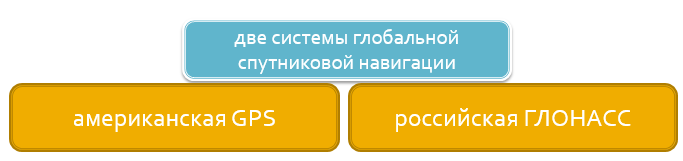 две системы глобальной
спутниковой навигации
американская GPS
российская ГЛОНАСС